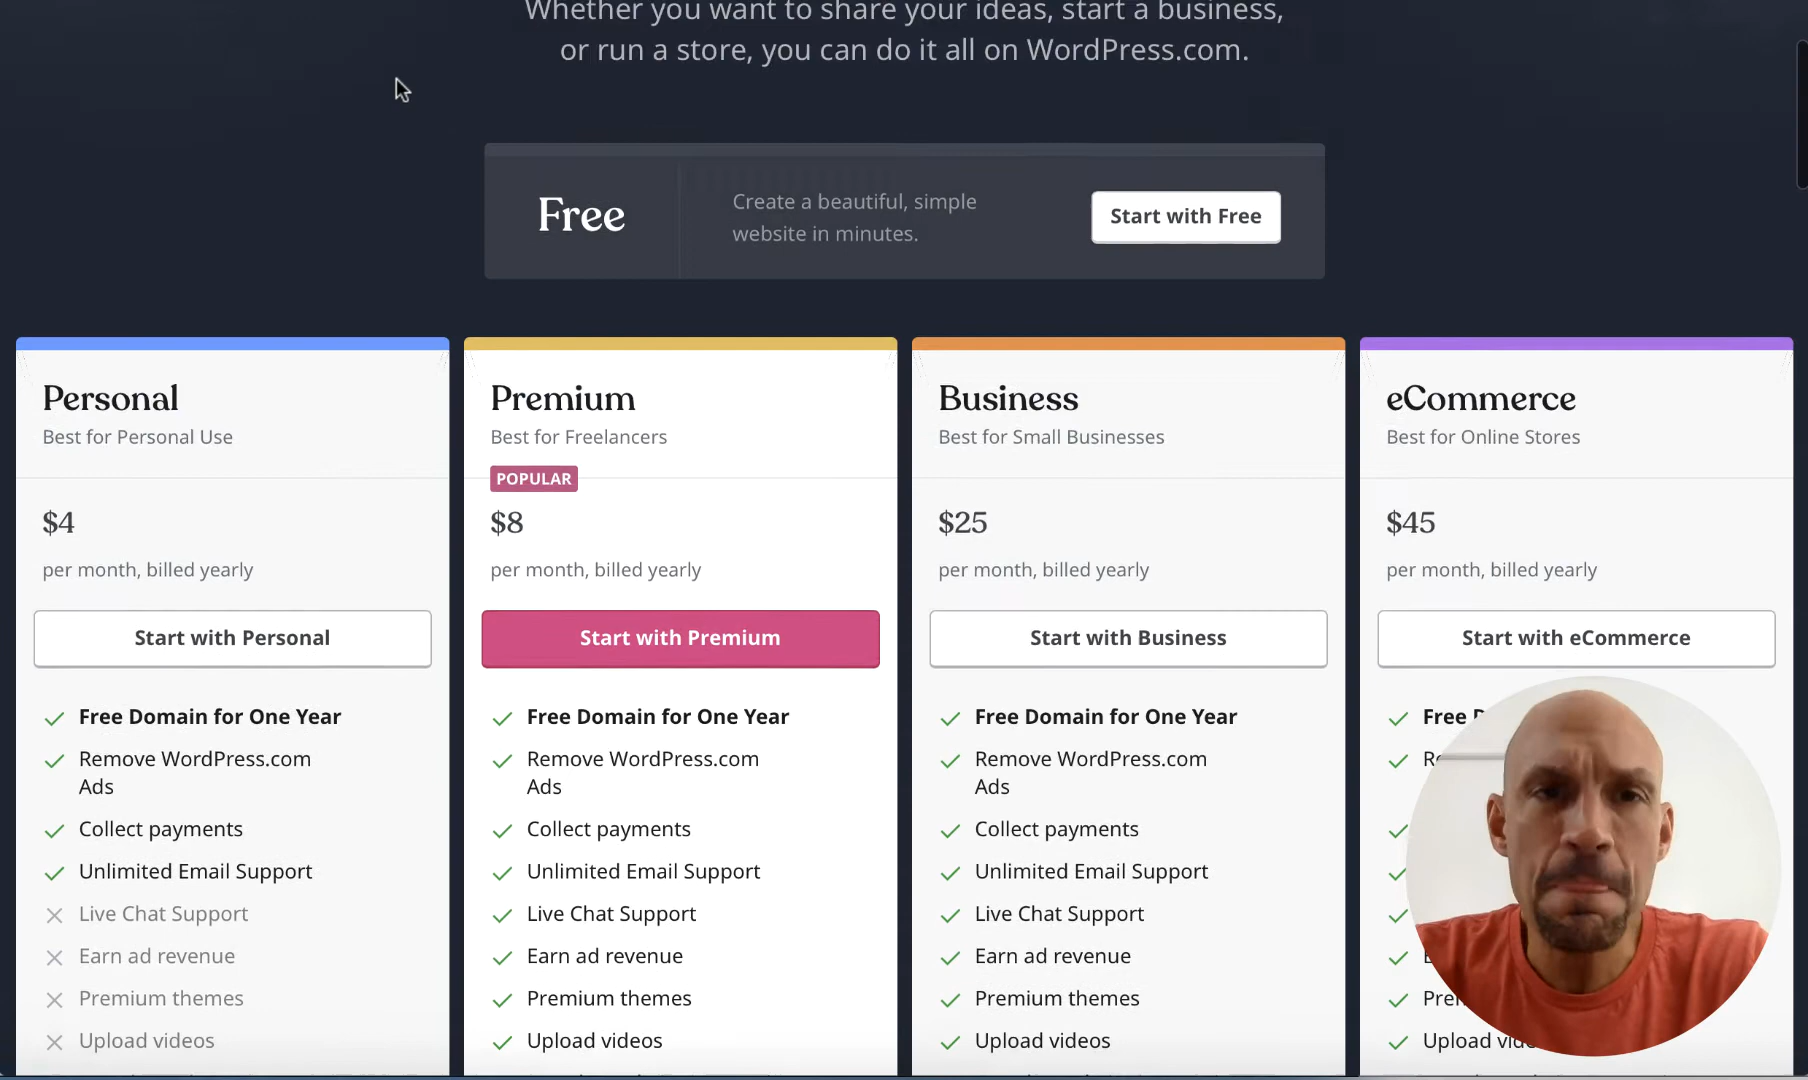 Whether you want to share your ideas, start a business,
or run a store, you can do it all on WordPress.com.
Free
Create a beautiful, simple
website in minutes.
Start with Free
Personal
Best for Personal Use
$4
per month, billed yearly
Start with Personal
Free Domain for One Year
Remove WordPress.com
Ads
Collect payments
Unlimited Email Support
Live Chat Support
Earn ad revenue
Premium themes
Upload videos
Premium
Best for Freelancers
POPULAR
$8
per month, billed yearly
Start with Premium
Free Domain for One Year
Remove WordPress.com
Ads
Collect payments
Unlimited Email Support
Live Chat Support
Earn ad revenue
Premium themes
Upload videos
Business
Best for Small Businesses
$25
per month, billed yearly
Start with Business
Free Domain for One Year
Remove WordPress.com
Ads
Collect payments
Unlimited Email Support
Live Chat Support
Earn ad revenue
Premium themes
Upload videos
eCommerce
Best for Online Stores
$45
per month, billed yearly
Start with eCommerce
Free
Upload